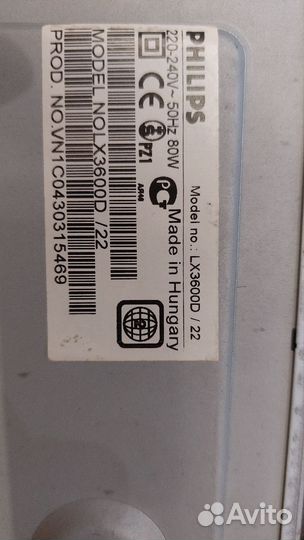 PHILIPS
Model no.: LX3600D / 22
220-240V~ 50Hz 80W
Made in Hungary
PZ1
MODEL NO.LX3600D /22
PROD. NO.VN1C0430315469
Avito